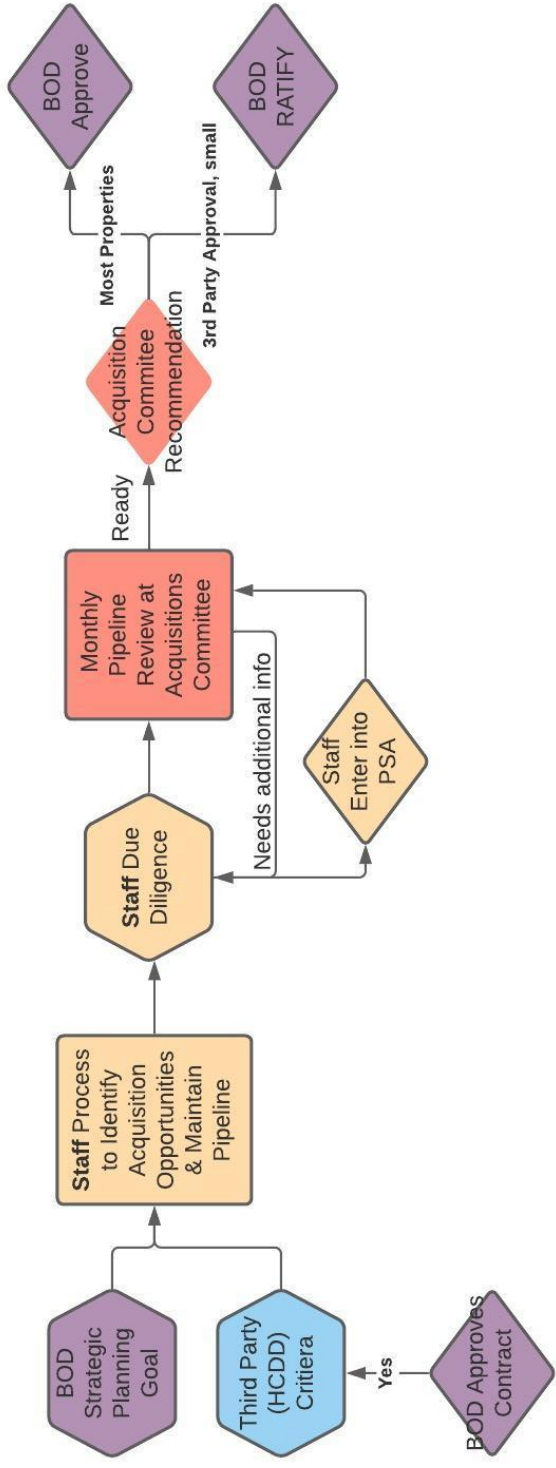 BOD
Strategic
Planning
Goal
Third Party
(HCDD)
Critiera
BOD Approves
Contract
Yes
Staff Process
to Identify
Acquisition
Opportunities
& Maintain
Pipeline
Staff Due
Diligence
Needs additional info
Staff
Enter into
PSA
Monthly
Pipeline
Review at
Acquisitions
Committee
Ready
Acquisition
Commitee
Recommendation
Most Properties
3rd Party Approval, small
BOD
Approve
BOD
RATIFY